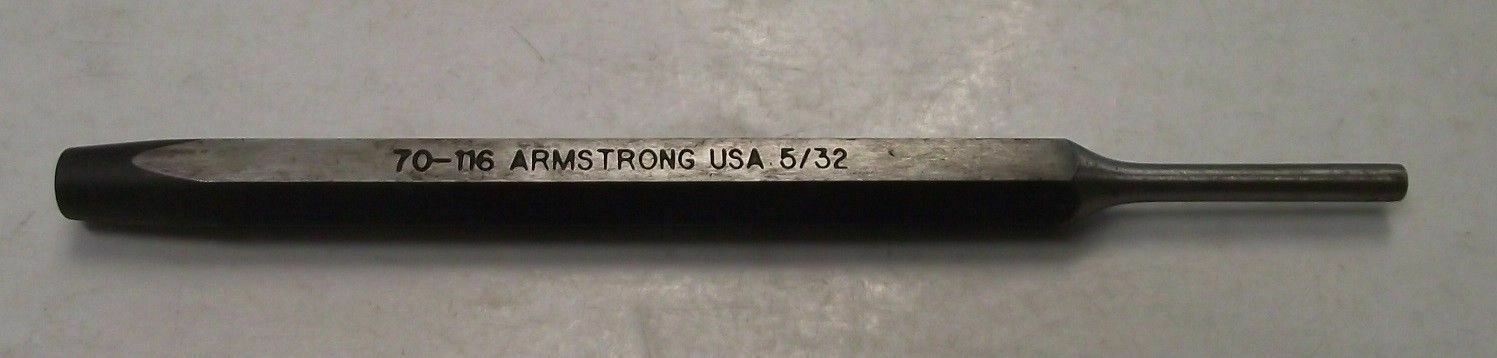 70-116 ARMSTRONG USA 5/32